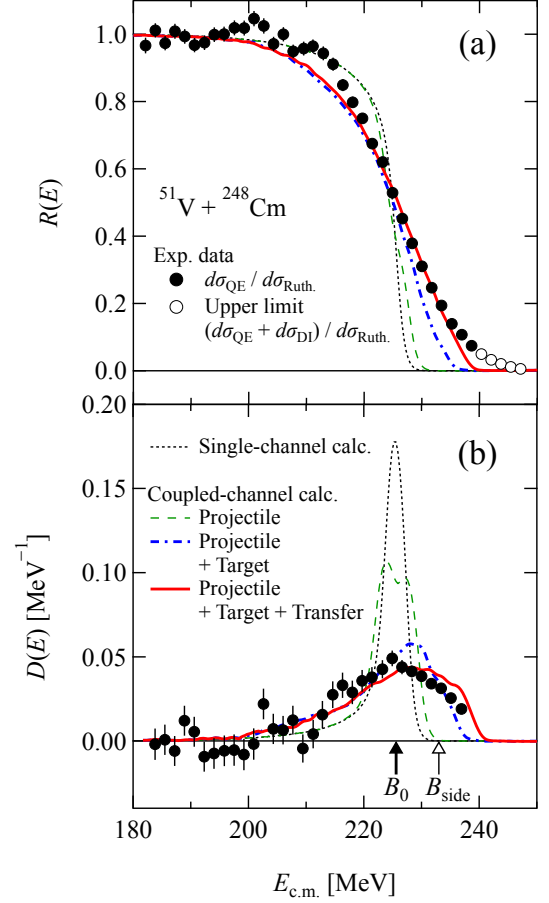 1.0
0.8
0.6
0.4
0.2
0.0
R(E)
(a)
⁵¹V + ²⁴⁸Cm
Exp. data
dσQE / dσRuth.
Upper limit
(dσQE + dσDI) / dσRuth.
0.20
0.15
0.10
0.05
0.00
D(E) [MeV⁻¹]
(b)
Single-channel calc.
Coupled-channel calc.
Projectile
Projectile
+ Target
Projectile
+ Target + Transfer
B₀
Bside
180
200
220
240
Ec.m. [MeV]